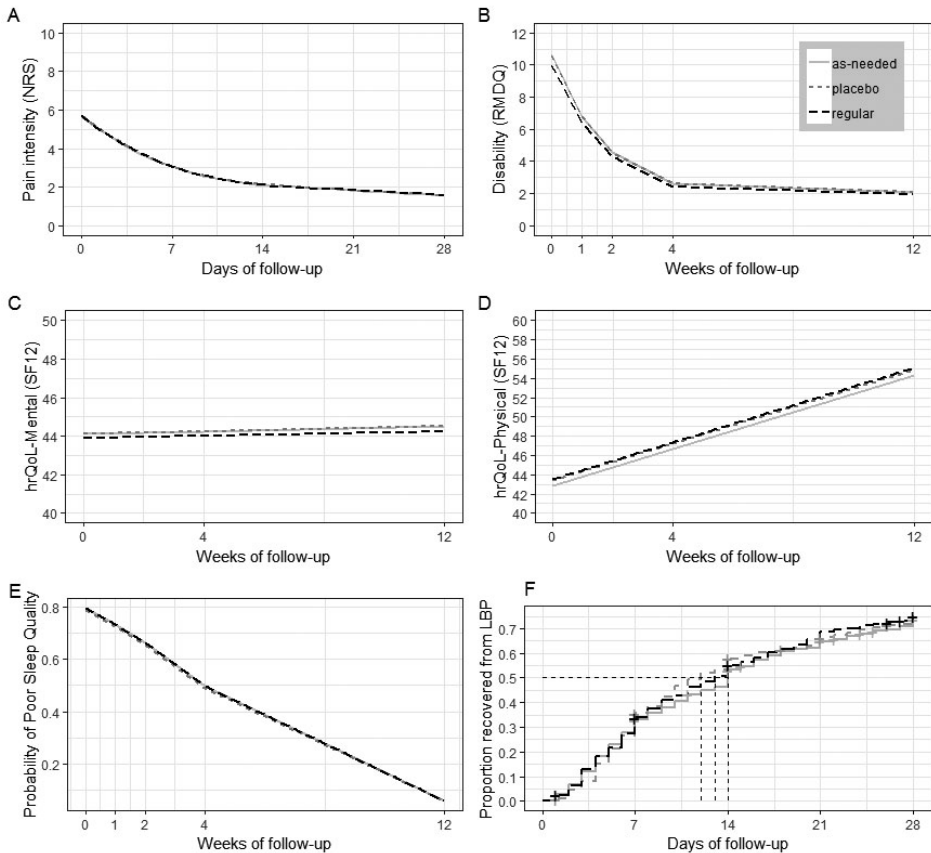 A
Pain intensity (NRS)
10
8
6
4
2
0
0 7 14 21 28
Days of follow-up
B
Disability (RMDQ)
12
10
8
6
4
2
0
0 1 2 4 12
Weeks of follow-up
as-needed
placebo
regular
C
hrQoL-Mental (SF12)
50
48
46
44
42
40
0 4 12
Weeks of follow-up
D
hrQoL-Physical (SF12)
60
58
56
54
52
50
48
46
44
42
40
0 4 12
Weeks of follow-up
E
Probability of Poor Sleep Quality
0.8
0.6
0.4
0.2
0 1 2 4 12
Weeks of follow-up
F
Proportion recovered from LBP
0.7
0.6
0.5
0.4
0.3
0.2
0.1
0.0
0 7 14 21 28
Days of follow-up